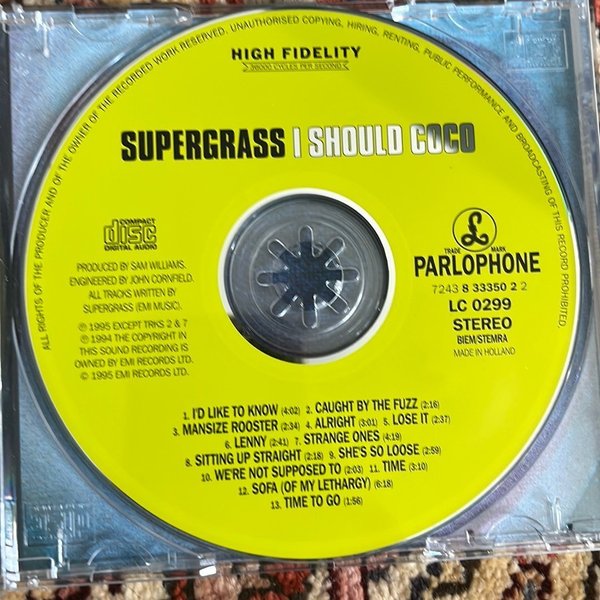 ALL RIGHTS OF THE PRODUCER AND OF THE OWNER OF THE RECORDED WORK RESERVED. UNAUTHORISED COPYING, HIRING, RENTING, PUBLIC PERFORMANCE AND BROADCASTING OF THIS RECORD PROHIBITED.
HIGH FIDELITY
36000 CYCLES PER SECOND
SUPERGRASS I SHOULD COCO
COMPACT
disc
DIGITAL AUDIO
£
TRADE MARK
PARLOPHONE
7243 8 33350 2 2
LC 0299
STEREO
BIEM/STEMRA
MADE IN HOLLAND
PRODUCED BY SAM WILLIAMS.
ENGINEERED BY JOHN CORNFIELD.
ALL TRACKS WRITTEN BY
SUPERGRASS (EMI MUSIC).
℗ 1995 EXCEPT TRKS 2 & 7
℗ 1994 THE COPYRIGHT IN
THIS SOUND RECORDING IS
OWNED BY EMI RECORDS LTD.
© 1995 EMI RECORDS LTD.
1. I'D LIKE TO KNOW (4:02) 2. CAUGHT BY THE FUZZ (2:16)
3. MANSIZE ROOSTER (2:34) 4. ALRIGHT (3:01) 5. LOSE IT (2:37)
6. LENNY (2:41) 7. STRANGE ONES (4:19)
8. SITTING UP STRAIGHT (2:18) 9. SHE'S SO LOOSE (2:59)
10. WE'RE NOT SUPPOSED TO (2:03) 11. TIME (3:10)
12. SOFA (OF MY LETHARGY) (6:18)
13. TIME TO GO (1:56)